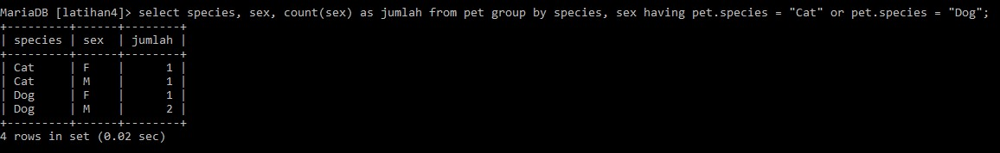 MariaDB [latihan4]> select species, sex, count(sex) as jumlah from pet group by species, sex having pet.species = "Cat" or pet.species = "Dog";
+---------+------+--------+
| species | sex  | jumlah |
+---------+------+--------+
| Cat     | F    |      1 |
| Cat     | M    |      1 |
| Dog     | F    |      1 |
| Dog     | M    |      2 |
+---------+------+--------+
4 rows in set (0.02 sec)